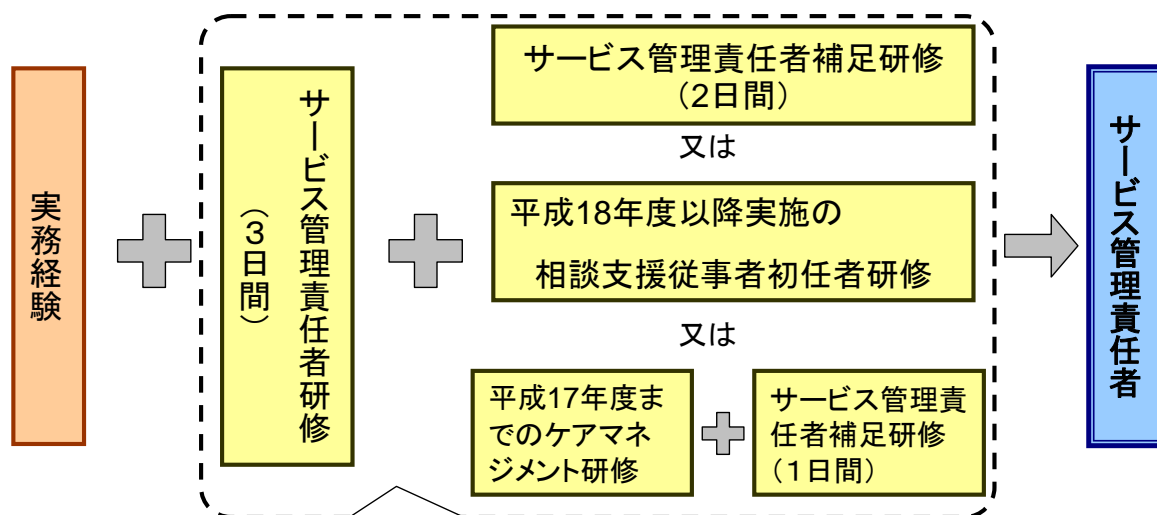 実務経験
サービス管理責任者研修
（3日間）
サービス管理責任者補足研修
（2日間）
又は
平成18年度以降実施の
相談支援従事者初任者研修
又は
平成17年度ま
でのケアマネ
ジメント研修
サービス管理責
任者補足研修
（1日間）
サービス管理責任者